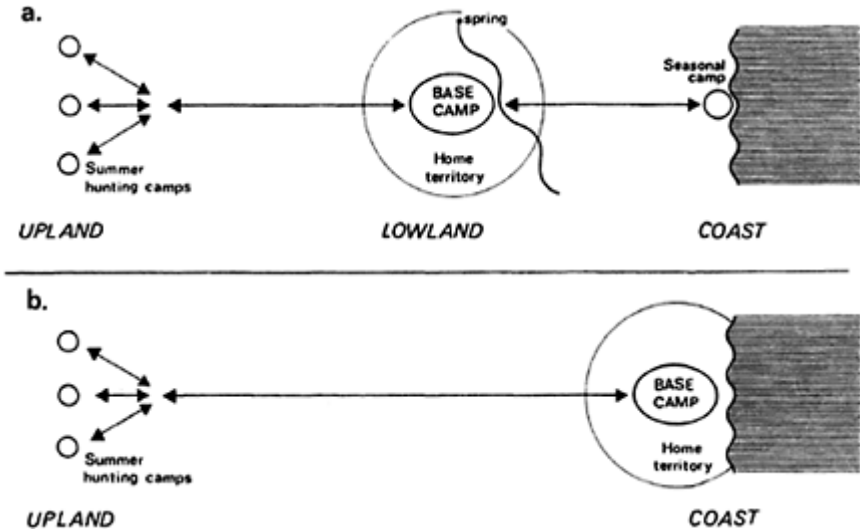 a.
spring
Seasonal
camp
BASE
CAMP
Home
territory
Summer
hunting camps
UPLAND
LOWLAND
COAST
b.
BASE
CAMP
Home
territory
Summer
hunting camps
UPLAND
COAST